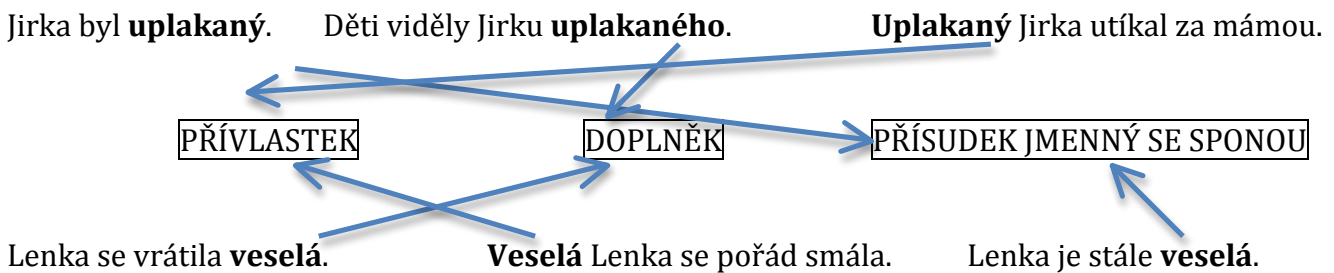 Jirka byl uplakaný. Děti viděly Jirku uplakaného. Uplakaný Jirka utíkal za mámou.
PŘÍVLASTEK DOPLNĚK PŘÍSUDEK JMENNÝ SE SPONOU
Lenka se vrátila veselá. Veselá Lenka se pořád smála. Lenka je stále veselá.